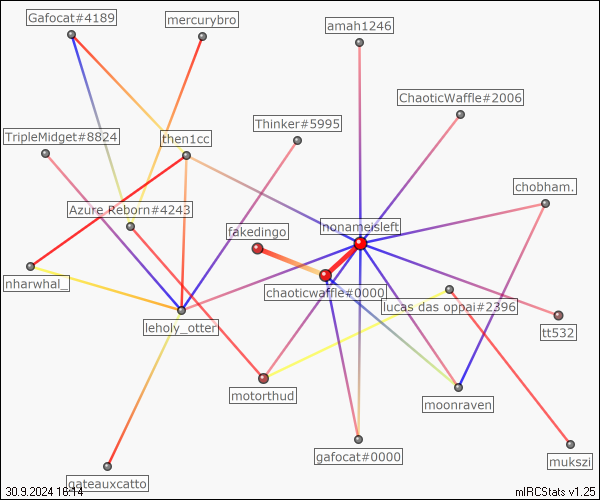 Gafocat#4189
mercurybro
amah1246
ChaoticWaffle#2006
Thinker#5995
TripleMidget#8824
then1cc
chobham.
Azure Reborn#4243
fakedingo
nonameisleft
nharwhal_
chaoticwaffle#0000
lucas das oppai#2396
leholy_otter
tt532
motorthud
moonraven
gafocat#0000
mukszi
gateauxcatto
30.9.2024 16:14
mIRCStats v1.25